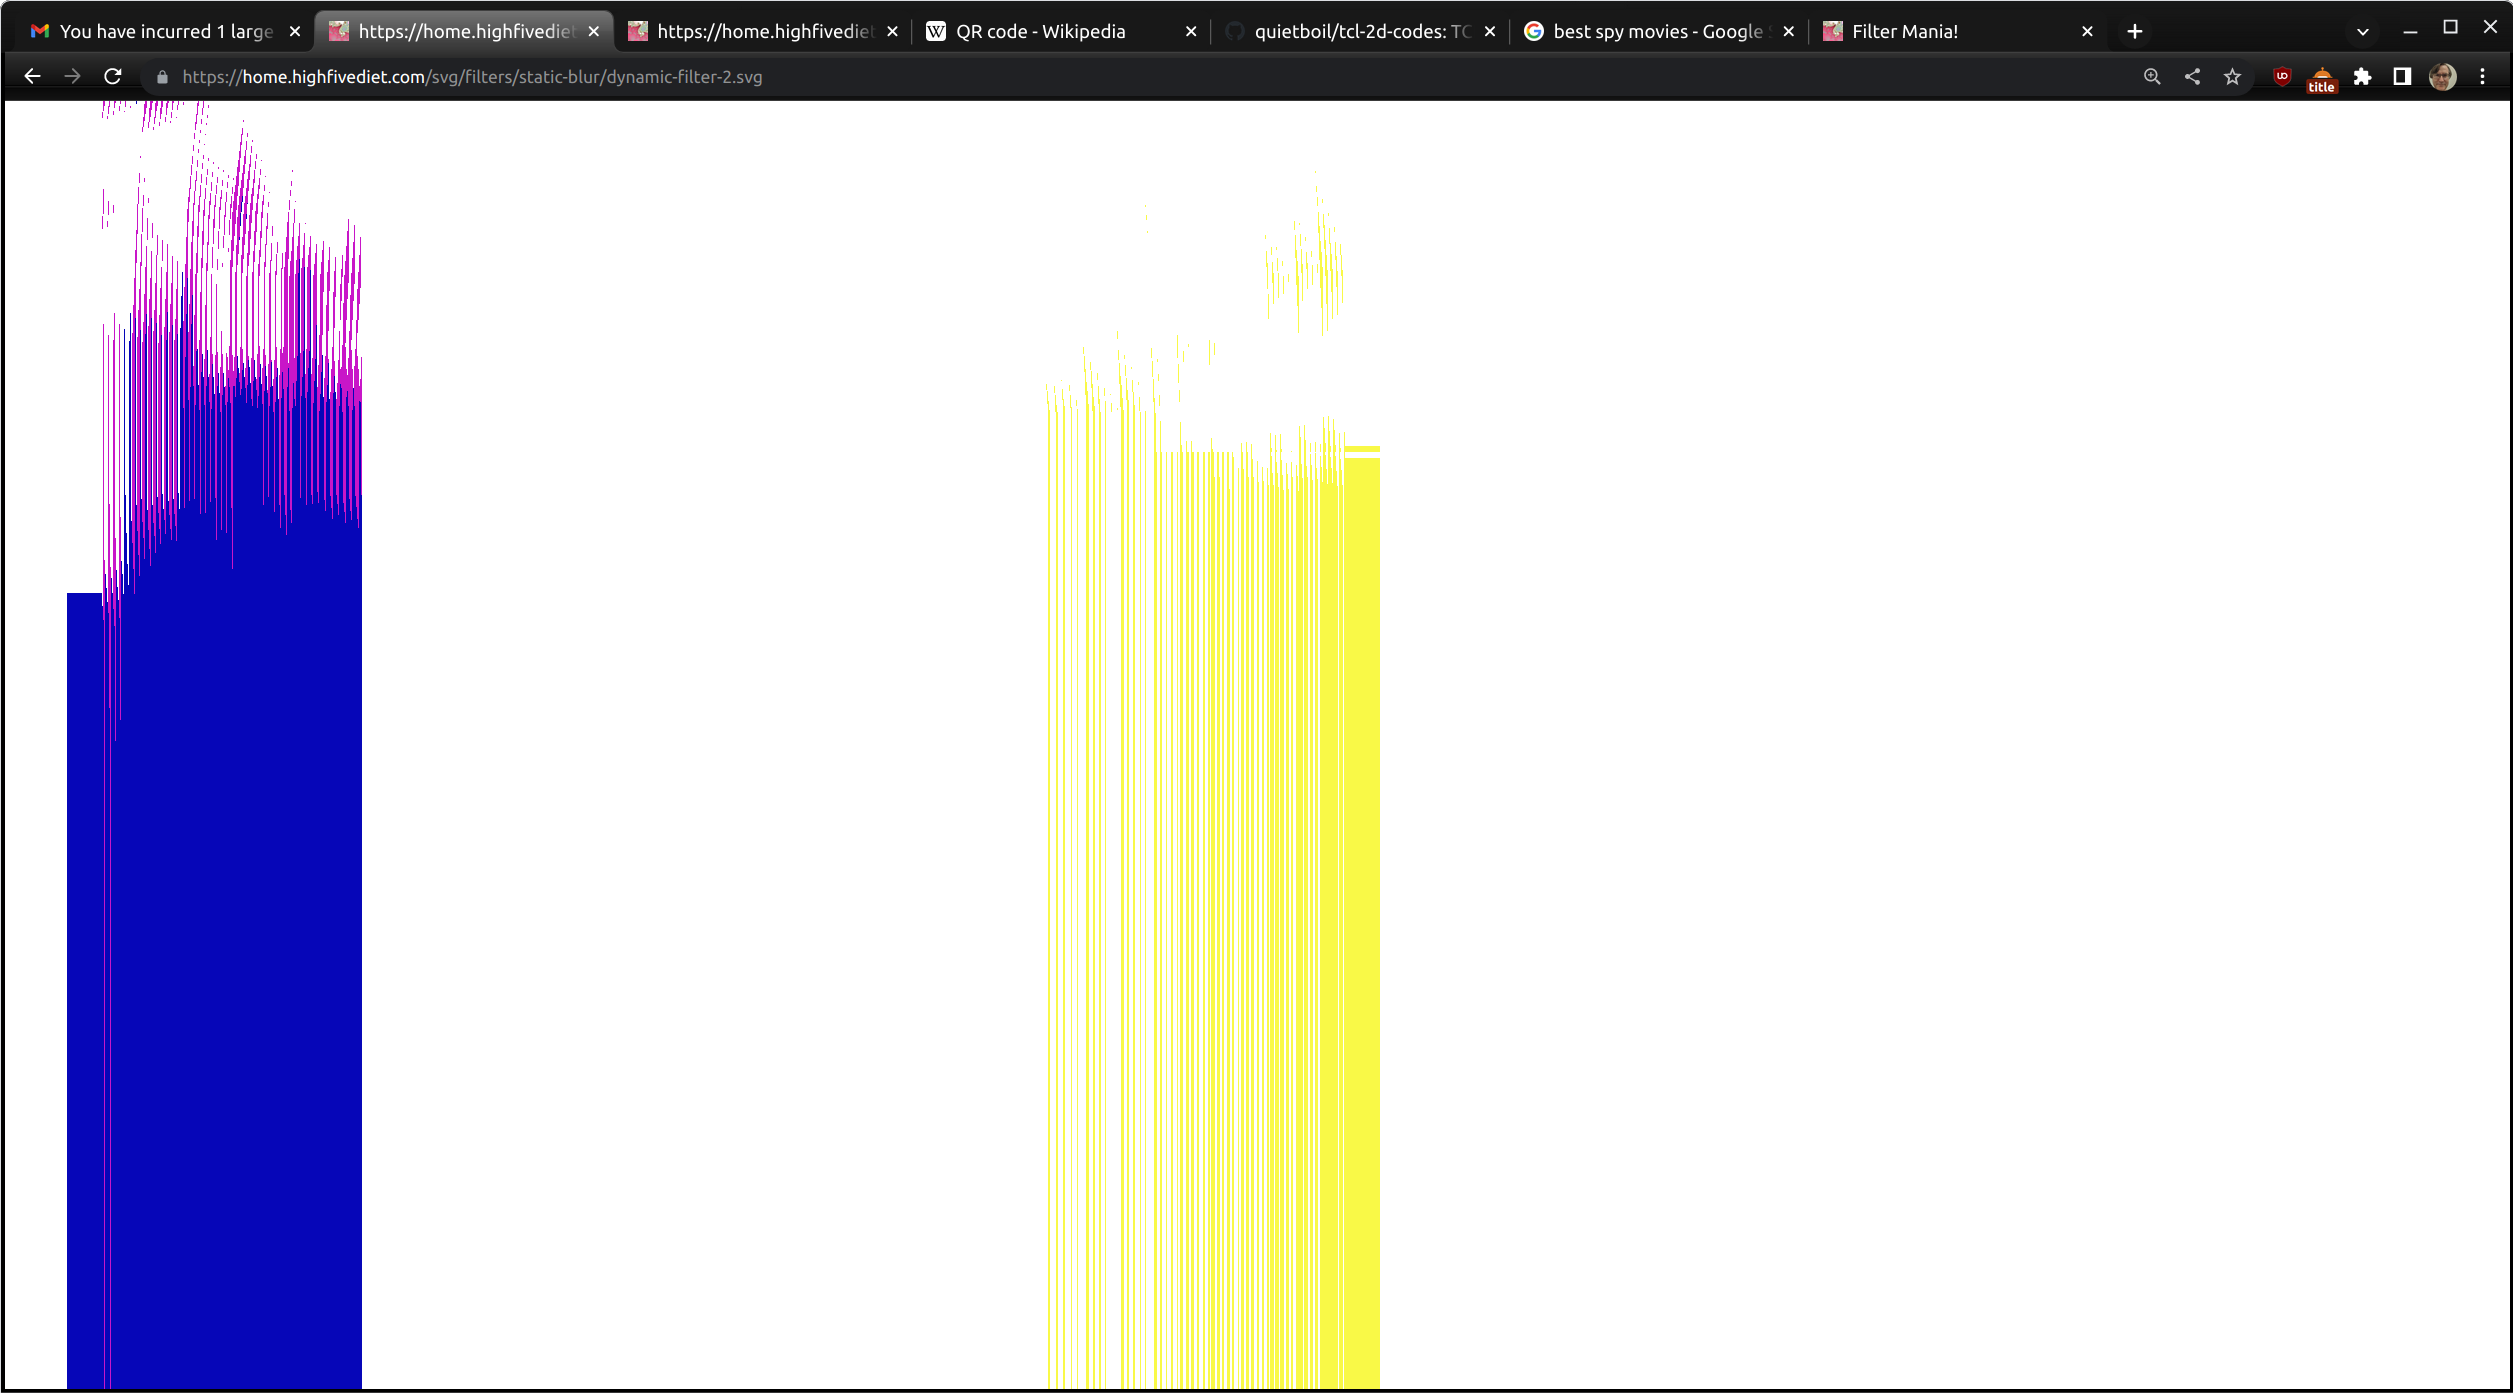 You have incurred 1 large
https://home.highfivediet
https://home.highfivediet
QR code - Wikipedia
quietboil/tcl-2d-codes: TC
best spy movies - Google S
Filter Mania!
https://home.highfivediet.com/svg/filters/static-blur/dynamic-filter-2.svg
title